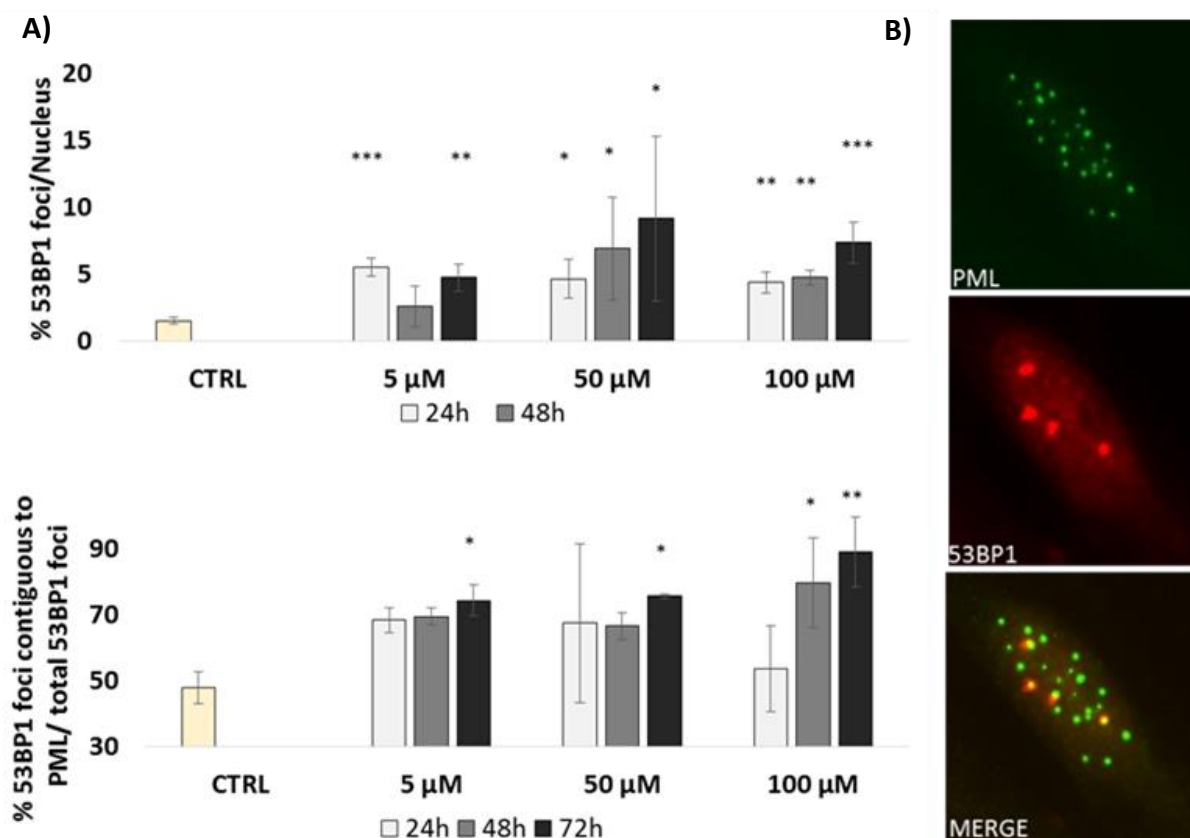 A)
B)
% 53BP1 foci/Nucleus
20
15
10
5
0
*** ** * * * ** ** ***
CTRL 5 µM 50 µM 100 µM
24h 48h
% 53BP1 foci contiguous to
PML/ total 53BP1 foci
90
70
50
30
* * * **
CTRL 5 µM 50 µM 100 µM
24h 48h 72h
PML
53BP1
MERGE